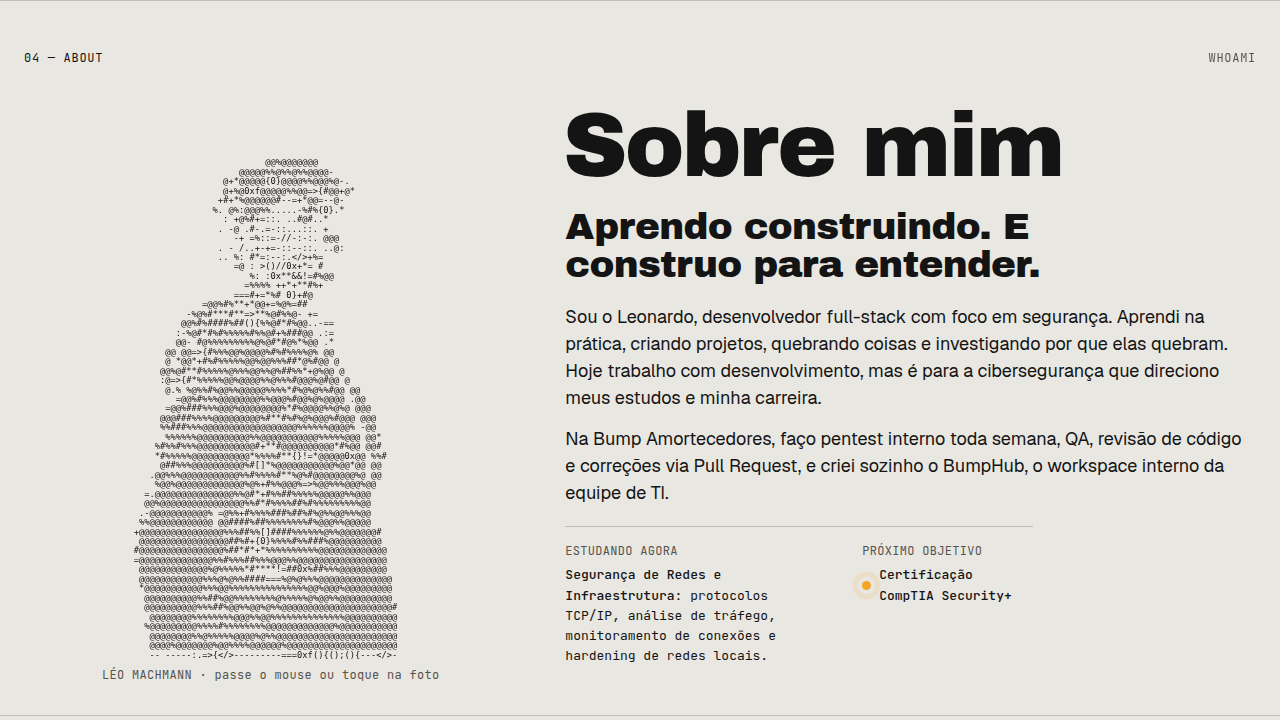 04 — ABOUT
WHOAMI
Sobre mim
Aprendo construindo. E
construo para entender.
Sou o Leonardo, desenvolvedor full-stack com foco em segurança. Aprendi na
prática, criando projetos, quebrando coisas e investigando por que elas quebram.
Hoje trabalho com desenvolvimento, mas é para a cibersegurança que direciono
meus estudos e minha carreira.
Na Bump Amortecedores, faço pentest interno toda semana, QA, revisão de código
e correções via Pull Request, e criei sozinho o BumpHub, o workspace interno da
equipe de TI.
ESTUDANDO AGORA
Segurança de Redes e
Infraestrutura: protocolos
TCP/IP, análise de tráfego,
monitoramento de conexões e
hardening de redes locais.
PRÓXIMO OBJETIVO
Certificação
CompTIA Security+
LÉO MACHMANN · passe o mouse ou toque na foto